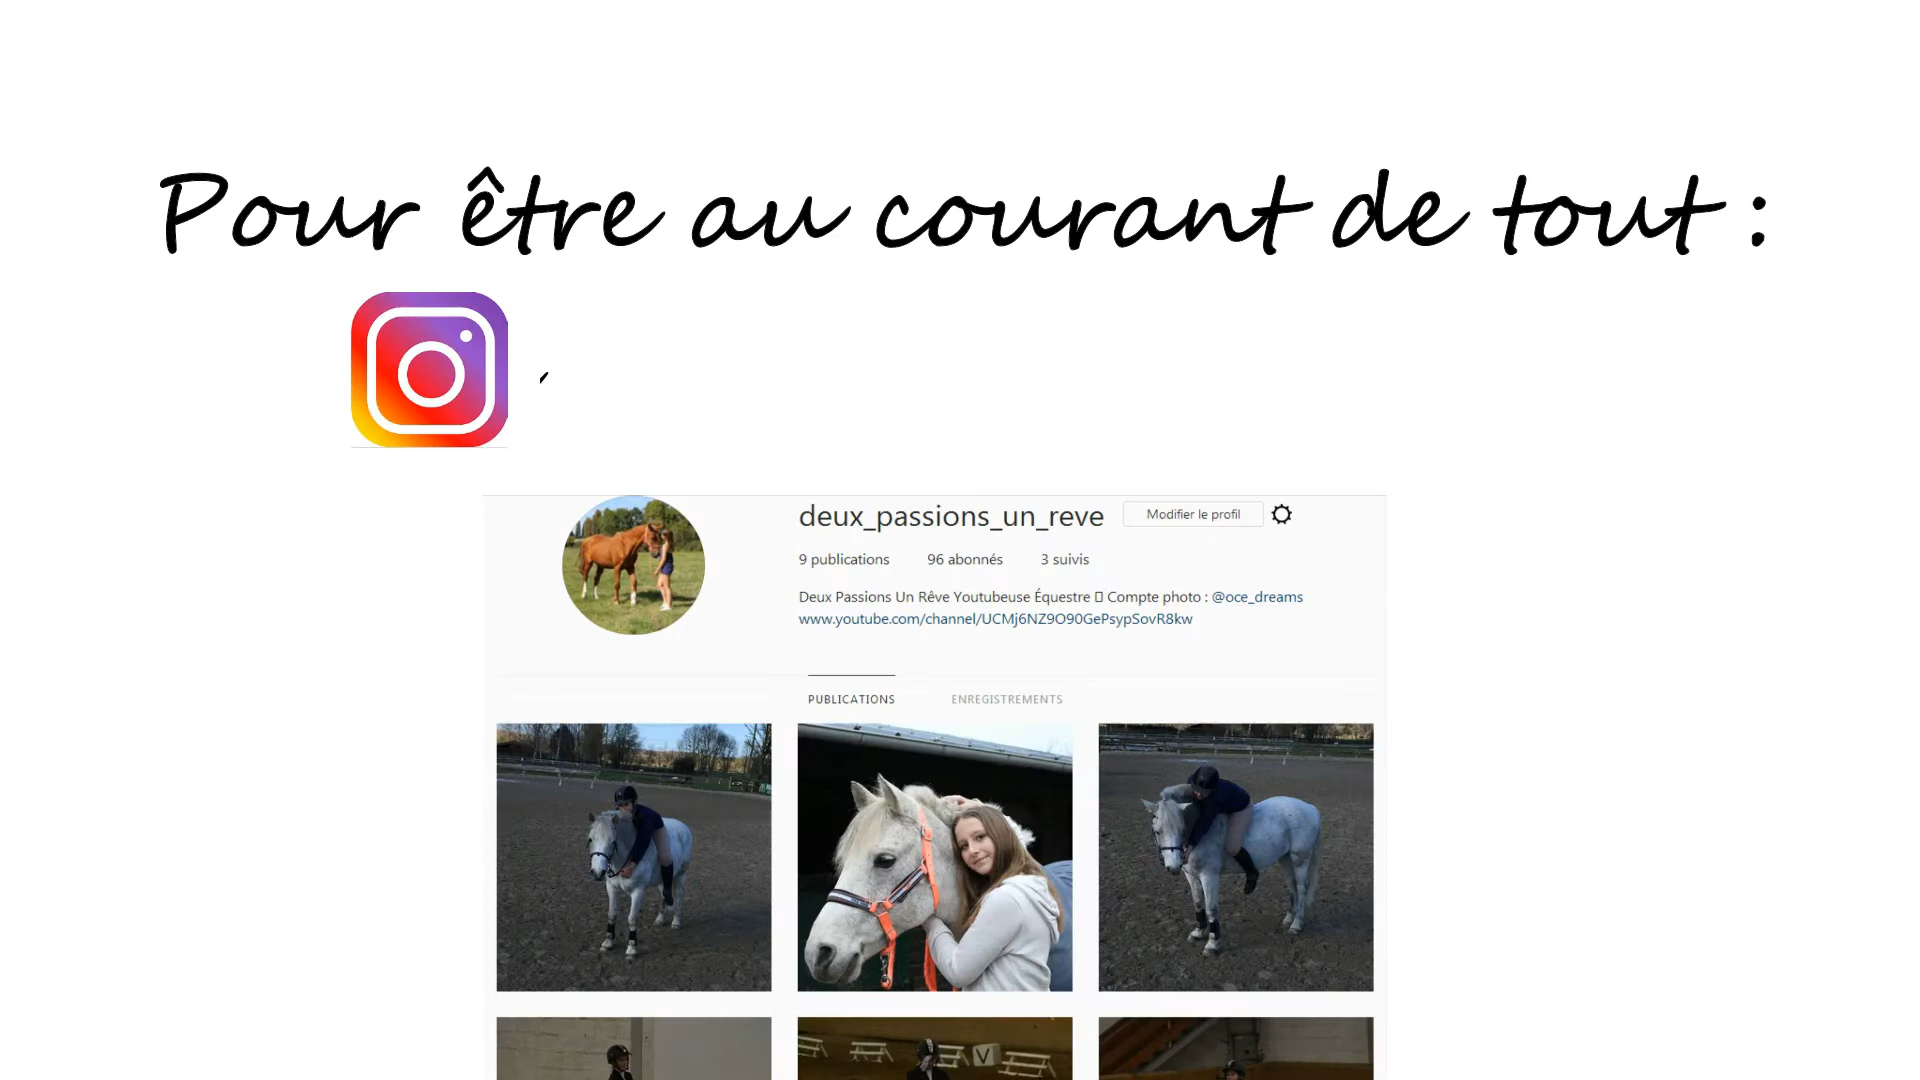 Pour être au courant de tout :
deux_passions_un_reve Modifier le profil
9 publications 96 abonnés 3 suivis
Deux Passions Un Rêve Youtubeuse Équestre ▯ Compte photo : @oce_dreams
www.youtube.com/channel/UCMj6NZ9O90GePsypSovR8kw
PUBLICATIONS ENREGISTREMENTS
V